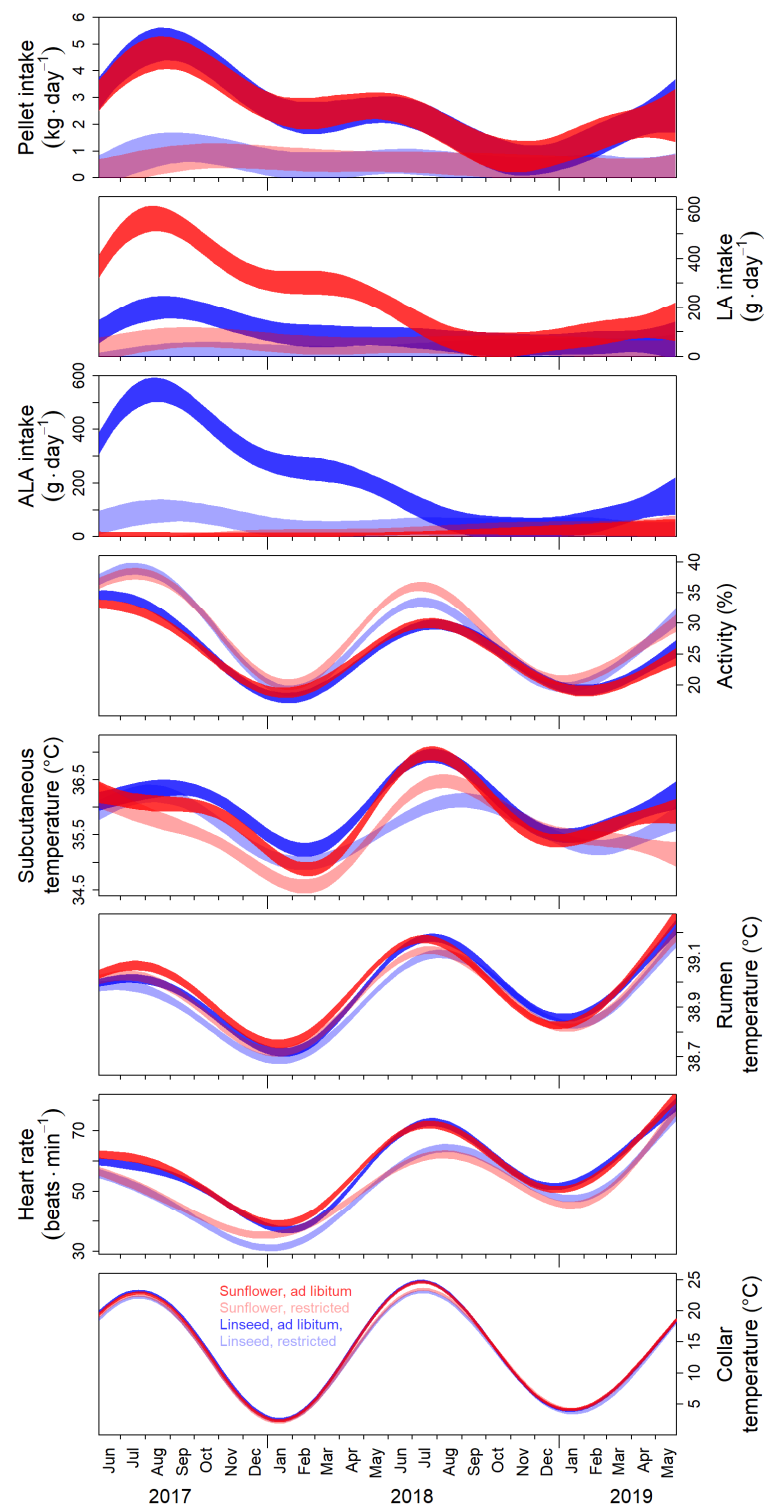 Pellet intake
(kg · day⁻¹)
0 1 2 3 4 5 6
LA intake
(g · day⁻¹)
0 200 400 600
ALA intake
(g · day⁻¹)
0 200 400 600
Activity (%)
20 25 30 35 40
Subcutaneous
temperature (°C)
34.5 35.5 36.5
Rumen
temperature (°C)
38.7 38.9 39.1
Heart rate
(beats · min⁻¹)
30 50 70
Sunflower, ad libitum
Sunflower, restricted
Linseed, ad libitum,
Linseed, restricted
Collar
temperature (°C)
5 10 15 20 25
Jun Jul Aug Sep Oct Nov Dec Jan Feb Mar Apr May Jun Jul Aug Sep Oct Nov Dec Jan Feb Mar Apr May
2017 2018 2019